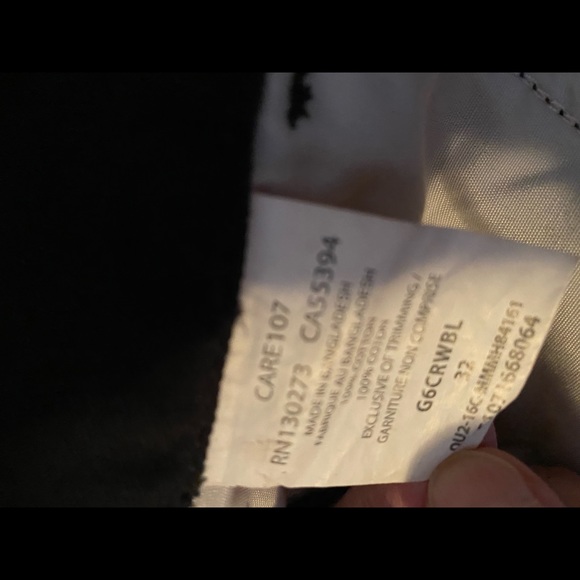 CARE107
RN130273 CA55394
MADE IN BANGLADESH
FABRIQUE AU BANGLADESH
100% COTTON
100% COTON
EXCLUSIVE OF TRIMMING /
GARNITURE NON COMPRISE
G6CRWBL
32